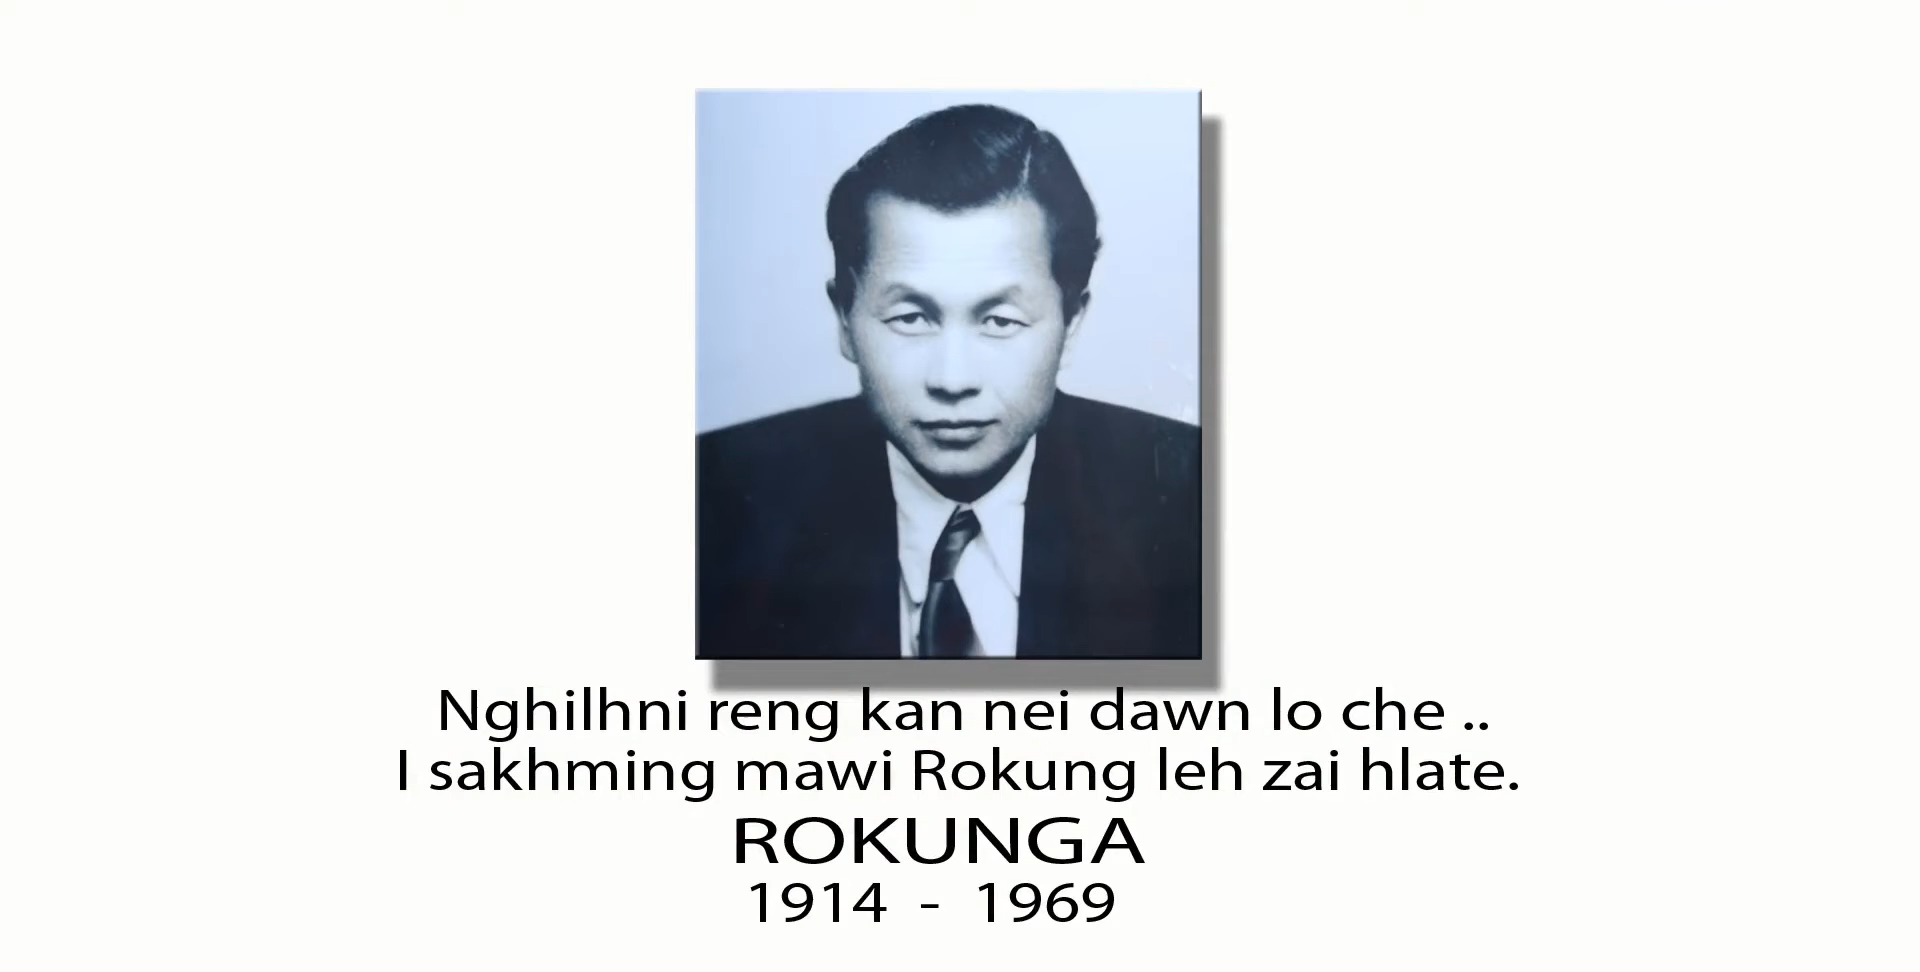 Nghilhni reng kan nei dawn lo che ..
I sakhming mawi Rokung leh zai hlate.
ROKUNGA
1914 - 1969